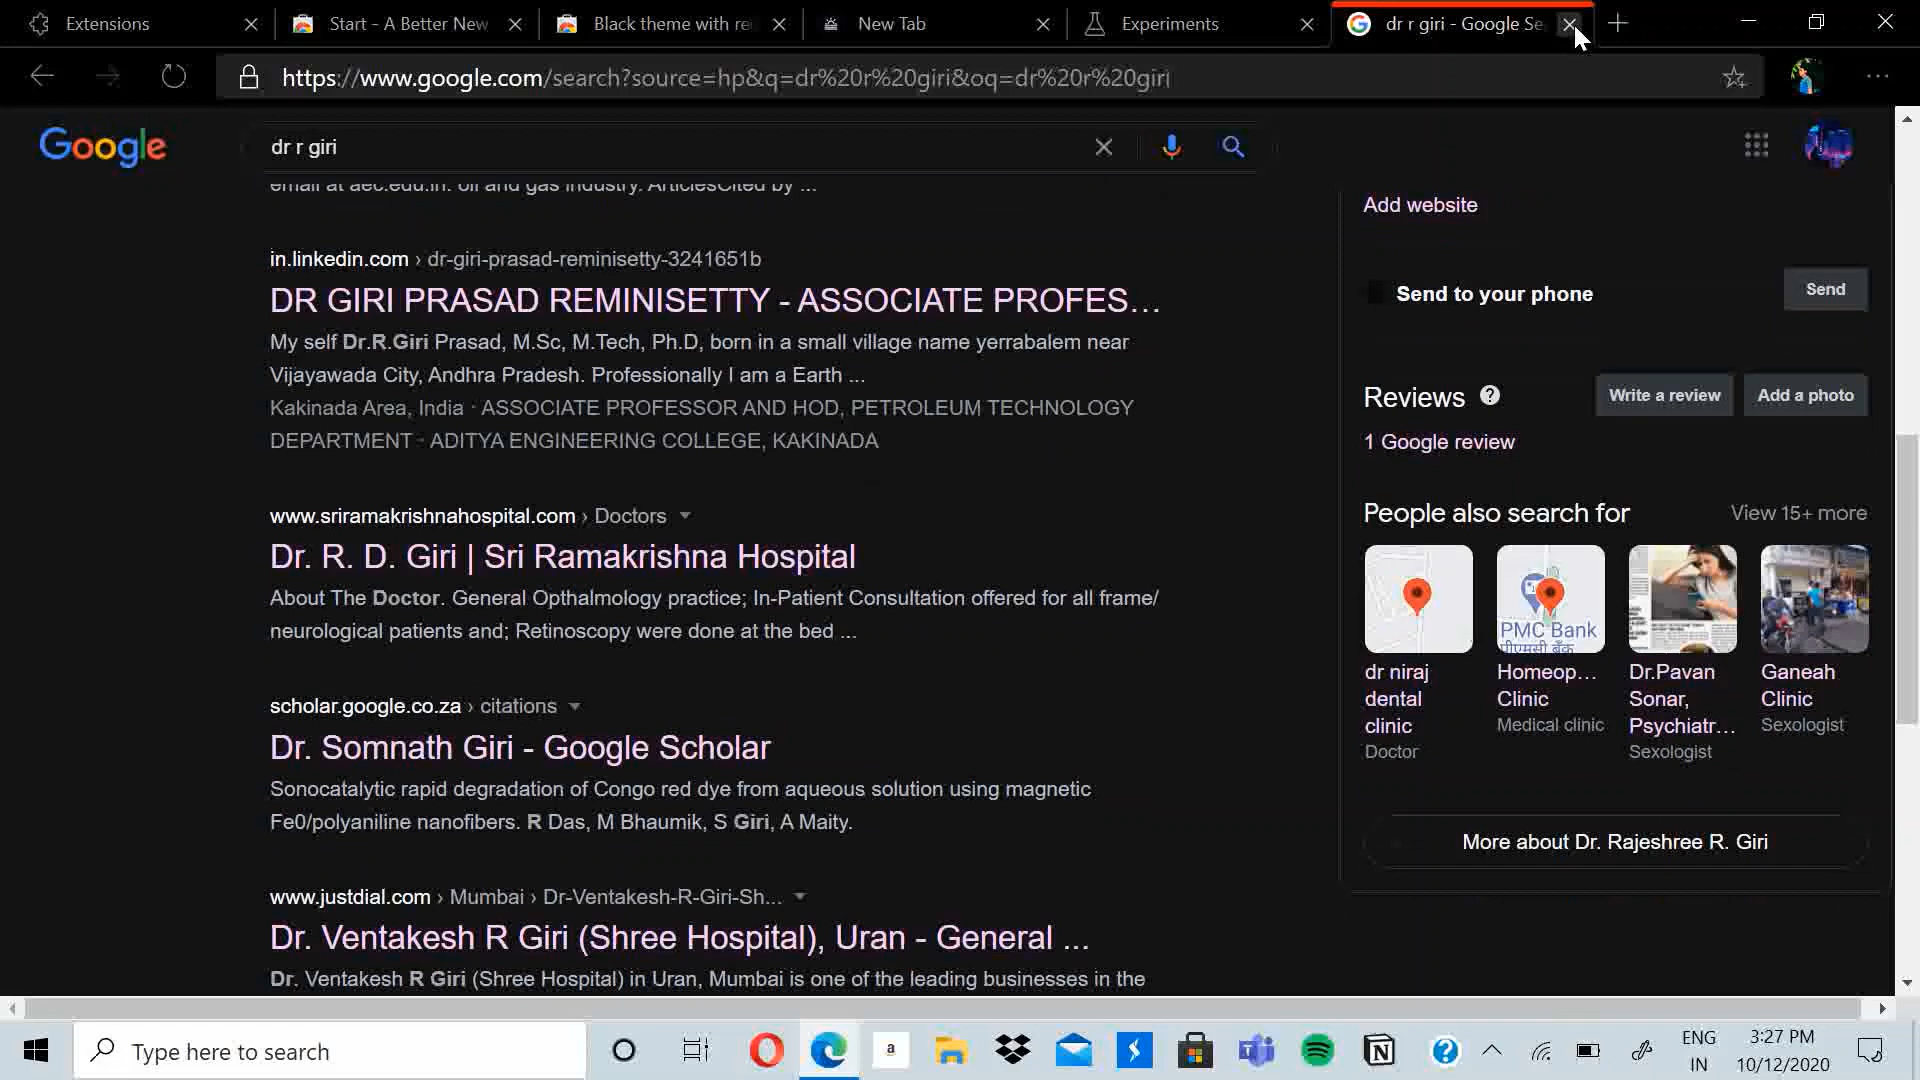 Extensions
Start - A Better New
Black theme with re
New Tab
Experiments
dr r giri - Google Se
https://www.google.com/search?source=hp&q=dr%20r%20giri&oq=dr%20r%20giri
Google
dr r giri
email at aec.edu.in. oil and gas industry. ArticlesCited by ...
in.linkedin.com › dr-giri-prasad-reminisetty-3241651b
DR GIRI PRASAD REMINISETTY - ASSOCIATE PROFES...
My self Dr.R.Giri Prasad, M.Sc, M.Tech, Ph.D, born in a small village name yerrabalem near
Vijayawada City, Andhra Pradesh. Professionally I am a Earth ...
Kakinada Area, India · ASSOCIATE PROFESSOR AND HOD, PETROLEUM TECHNOLOGY
DEPARTMENT · ADITYA ENGINEERING COLLEGE, KAKINADA
www.sriramakrishnahospital.com › Doctors
Dr. R. D. Giri | Sri Ramakrishna Hospital
About The Doctor. General Opthalmology practice; In-Patient Consultation offered for all frame/
neurological patients and; Retinoscopy were done at the bed ...
scholar.google.co.za › citations
Dr. Somnath Giri - Google Scholar
Sonocatalytic rapid degradation of Congo red dye from aqueous solution using magnetic
Fe0/polyaniline nanofibers. R Das, M Bhaumik, S Giri, A Maity.
www.justdial.com › Mumbai › Dr-Ventakesh-R-Giri-Sh...
Dr. Ventakesh R Giri (Shree Hospital), Uran - General ...
Dr. Ventakesh R Giri (Shree Hospital) in Uran, Mumbai is one of the leading businesses in the
Add website
Send to your phone
Send
Reviews
Write a review
Add a photo
1 Google review
People also search for
View 15+ more
PMC Bank
पीएमसी बैंक
dr niraj
dental
clinic
Doctor
Homeop...
Clinic
Medical clinic
Dr.Pavan
Sonar,
Psychiatr...
Sexologist
Ganeah
Clinic
Sexologist
More about Dr. Rajeshree R. Giri
Type here to search
ENG
IN
3:27 PM
10/12/2020